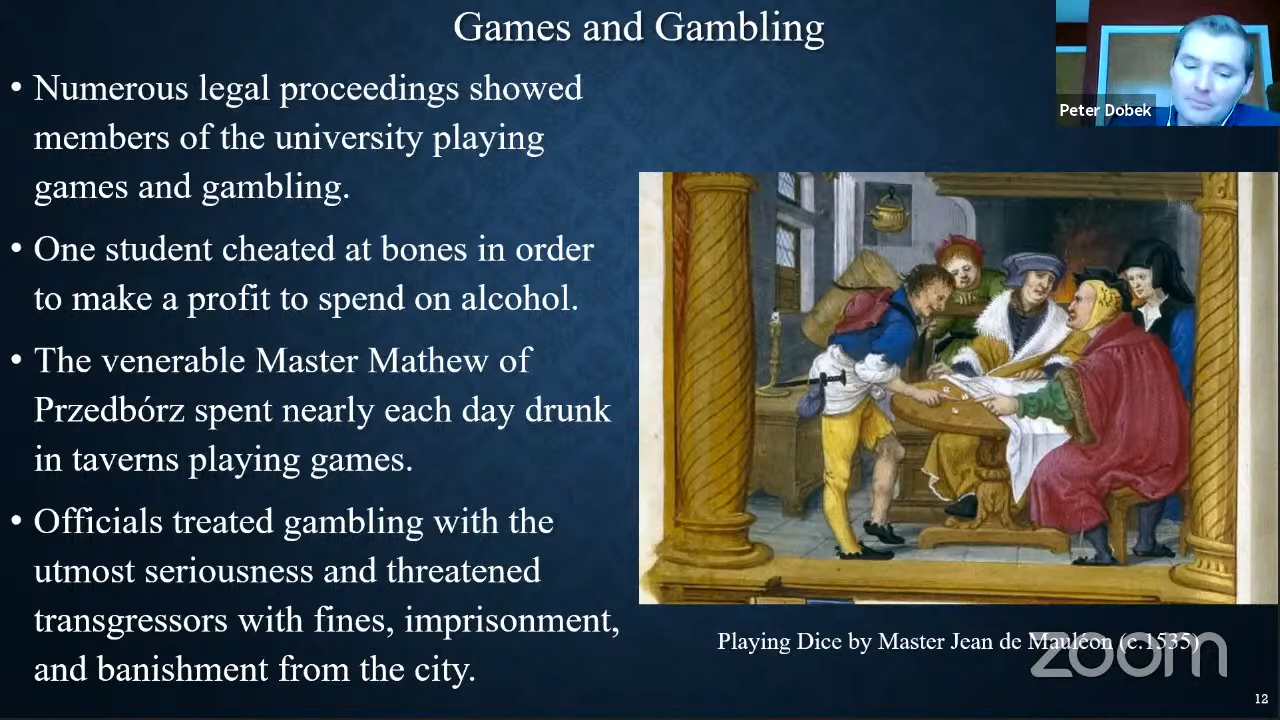 Games and Gambling
Peter Dobek
• Numerous legal proceedings showed
members of the university playing
games and gambling.
• One student cheated at bones in order
to make a profit to spend on alcohol.
• The venerable Master Mathew of
Przedbórz spent nearly each day drunk
in taverns playing games.
• Officials treated gambling with the
utmost seriousness and threatened
transgressors with fines, imprisonment,
and banishment from the city.
Playing Dice by Master Jean de Mauléon (c.1535)
zoom
12